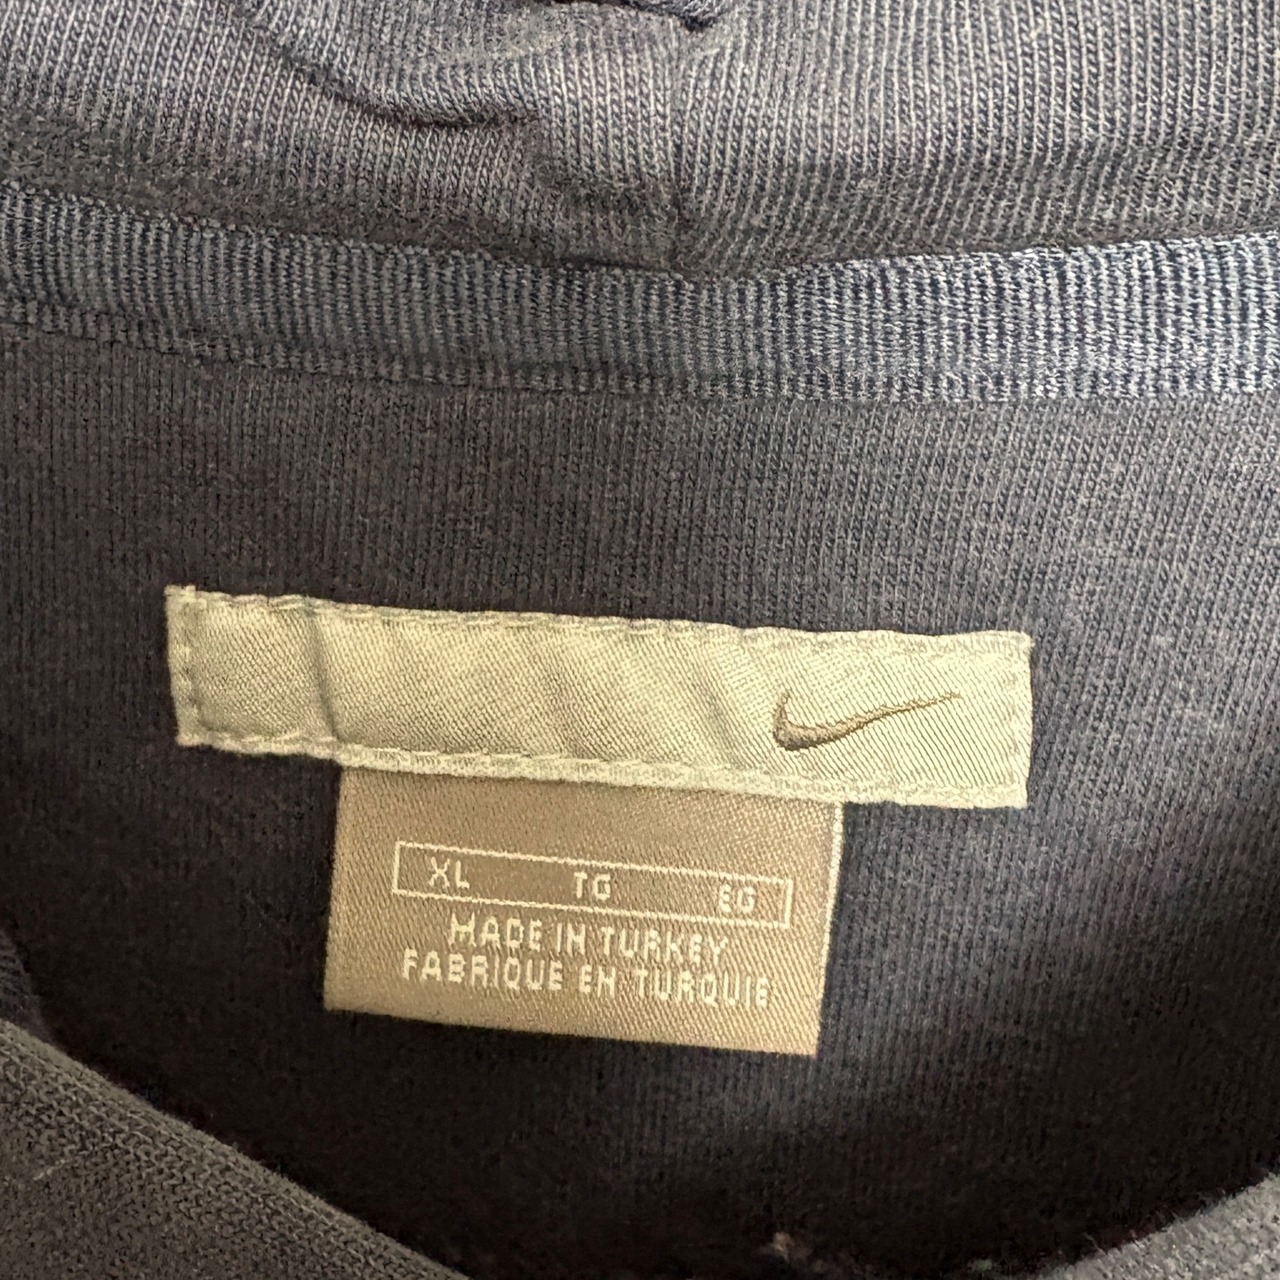 XL TG EG
MADE IN TURKEY
FABRIQUE EN TURQUIE